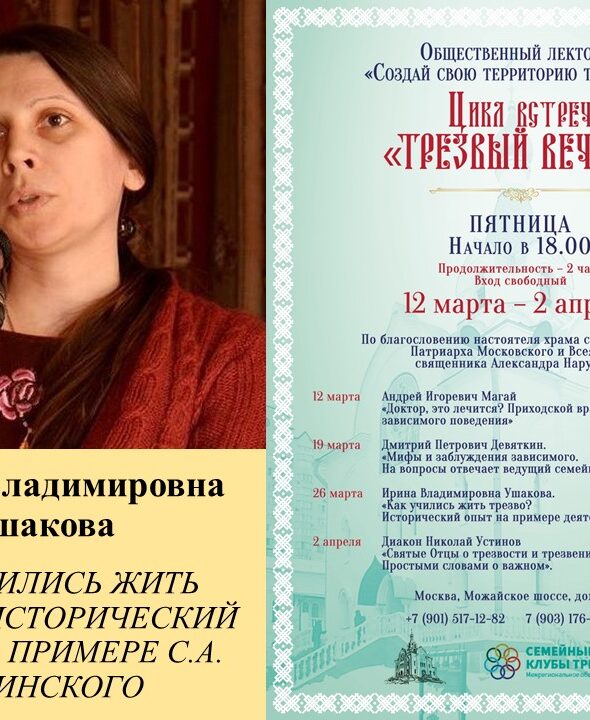 ладимировна
шакова
ИЛИСЬ ЖИТЬ
ИСТОРИЧЕСКИЙ
ПРИМЕРЕ С.А.
ИНСКОГО
Общественный лекто
«Создай свою территорию т
Цикл встреч
«ТРЕЗВЫЙ ВЕЧ
ПЯТНИЦА
Начало в 18.00
Продолжительность – 2 ча
Вход свободный
12 марта – 2 апр
По благословению настоятеля храма с
Патриарха Московского и Все
священника Александра Нару
12 марта Андрей Игоревич Магай
«Доктор, это лечится? Приходской вр
зависимого поведения»
19 марта Дмитрий Петрович Девяткин.
«Мифы и заблуждения зависимого.
На вопросы отвечает ведущий семей
26 марта Ирина Владимировна Ушакова.
«Как учились жить трезво?
Исторический опыт на примере деяте
2 апреля Диакон Николай Устинов
«Святые Отцы о трезвости и трезвени
Простыми словами о важном».
Москва, Можайское шоссе, до
+7 (901) 517-12-82 7 (903) 176-
СЕМЕЙНЫ
КЛУБЫ ТР
Межрегиональное об